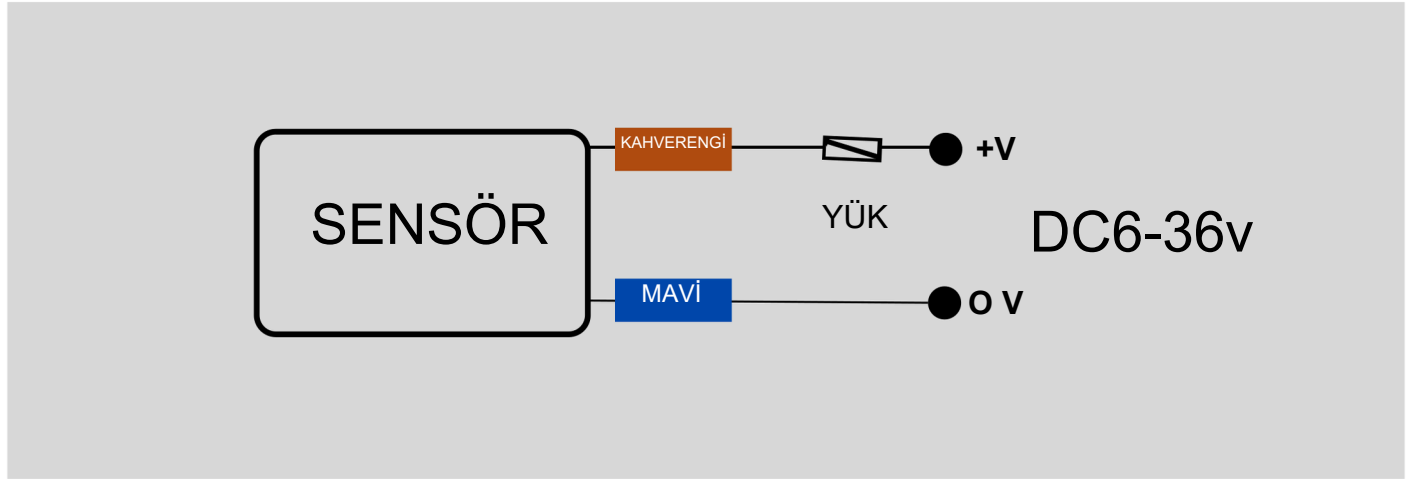 KAHVERENGİ
+V
SENSÖR
YÜK
DC6-36v
MAVİ
O V